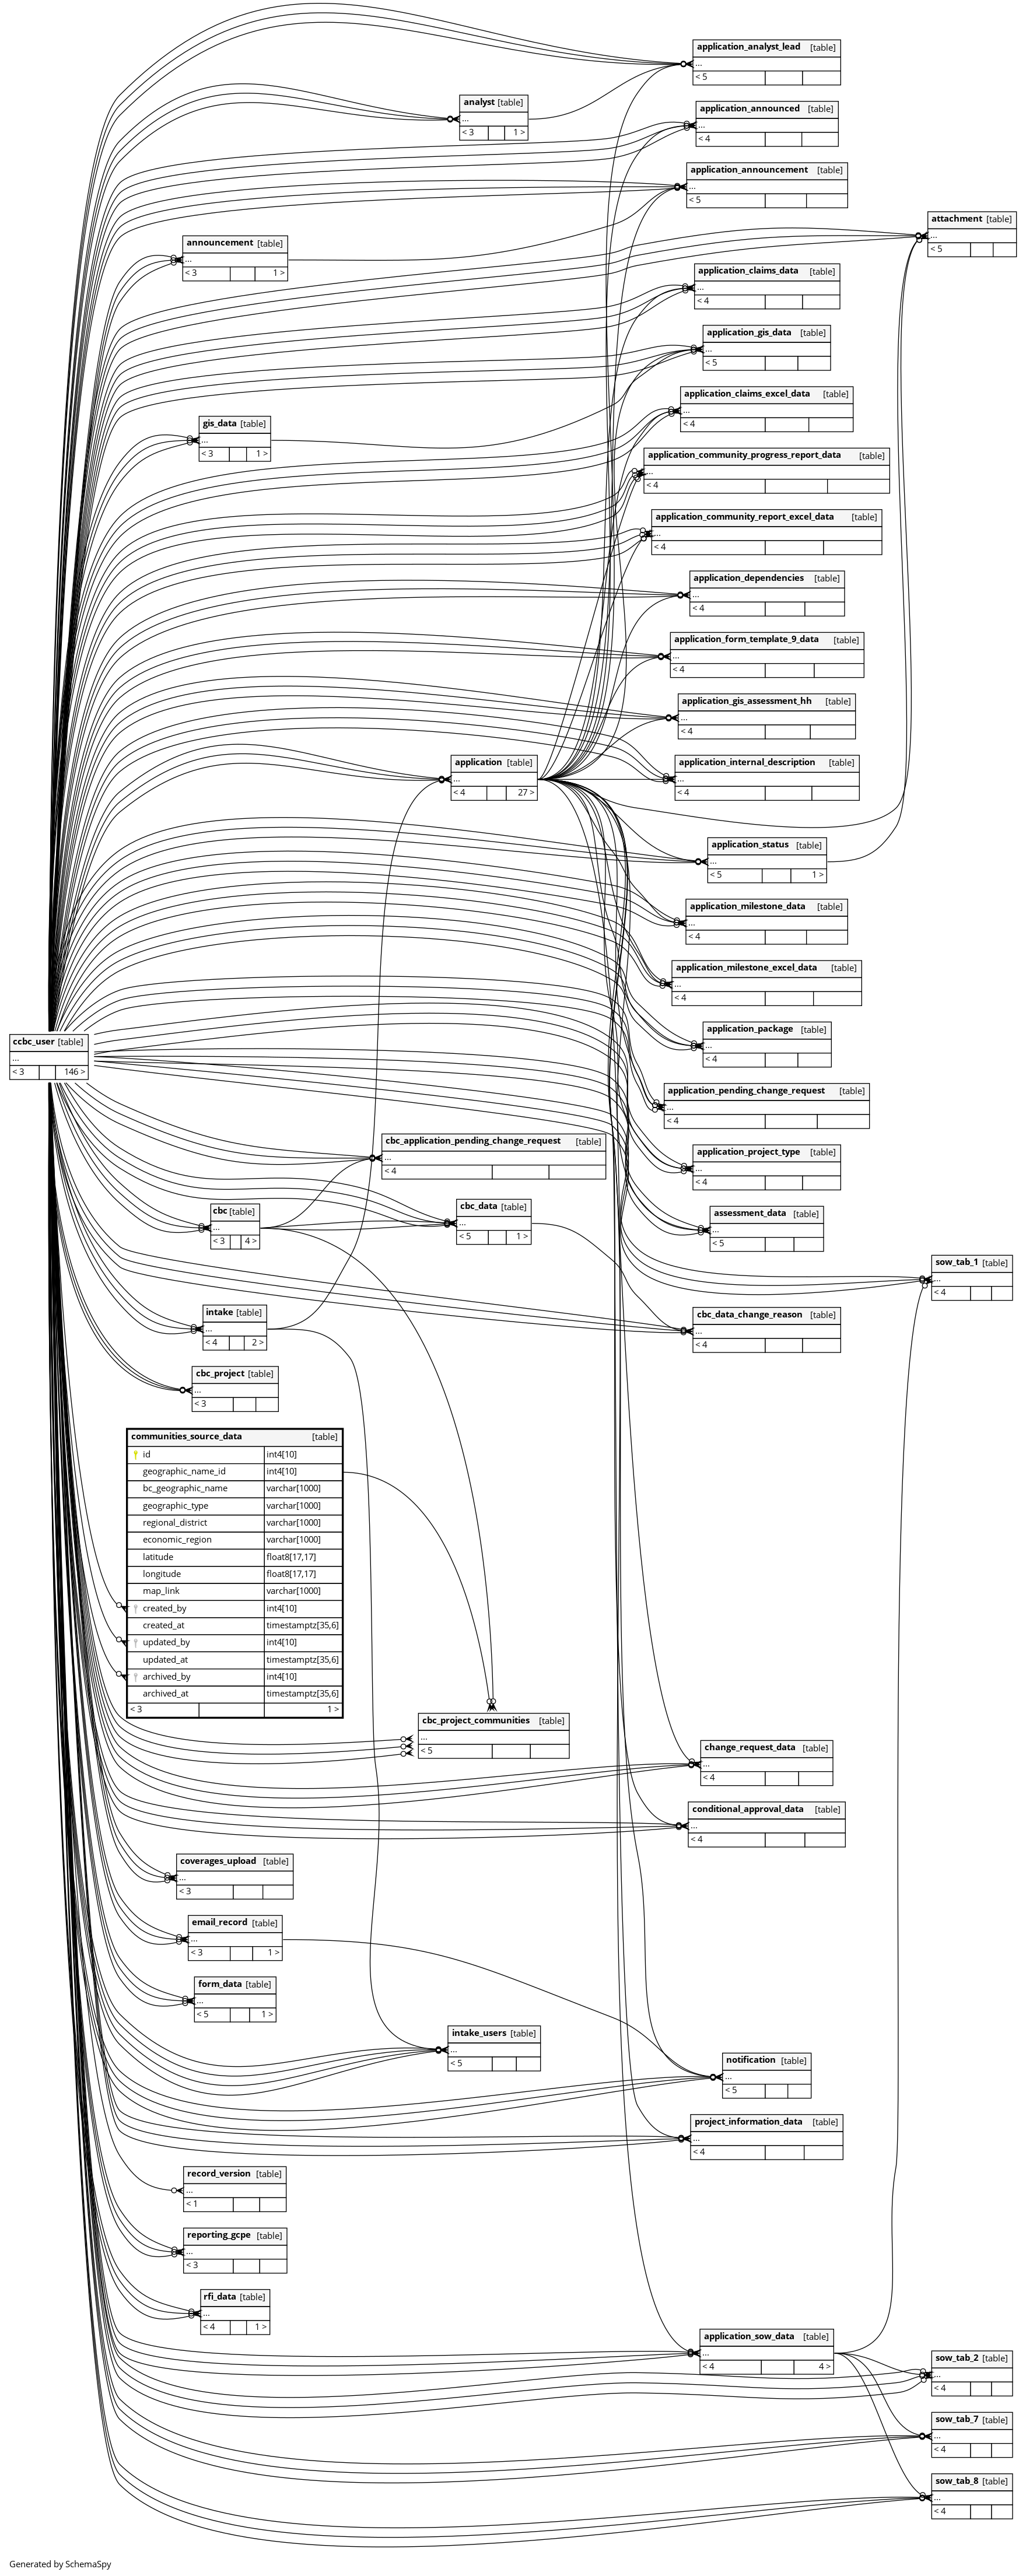 application_analyst_lead [table]
...
< 5
analyst [table]
...
< 3 1 >
application_announced [table]
...
< 4
application_announcement [table]
...
< 5
attachment [table]
...
< 5
announcement [table]
...
< 3 1 >
application_claims_data [table]
...
< 4
application_gis_data [table]
...
< 5
application_claims_excel_data [table]
...
< 4
gis_data [table]
...
< 3 1 >
application_community_progress_report_data [table]
...
< 4
application_community_report_excel_data [table]
...
< 4
application_dependencies [table]
...
< 4
application_form_template_9_data [table]
...
< 4
application_gis_assessment_hh [table]
...
< 4
application [table]
...
< 4 27 >
application_internal_description [table]
...
< 4
application_status [table]
...
< 5 1 >
application_milestone_data [table]
...
< 4
application_milestone_excel_data [table]
...
< 4
application_package [table]
...
< 4
ccbc_user [table]
...
< 3 146 >
application_pending_change_request [table]
...
< 4
cbc_application_pending_change_request [table]
...
< 4
application_project_type [table]
...
< 4
cbc [table]
...
< 3 4 >
cbc_data [table]
...
< 5 1 >
assessment_data [table]
...
< 5
sow_tab_1 [table]
...
< 4
intake [table]
...
< 4 2 >
cbc_data_change_reason [table]
...
< 4
cbc_project [table]
...
< 3
communities_source_data [table]
id int4[10]
geographic_name_id int4[10]
bc_geographic_name varchar[1000]
geographic_type varchar[1000]
regional_district varchar[1000]
economic_region varchar[1000]
latitude float8[17,17]
longitude float8[17,17]
map_link varchar[1000]
created_by int4[10]
created_at timestamptz[35,6]
updated_by int4[10]
updated_at timestamptz[35,6]
archived_by int4[10]
archived_at timestamptz[35,6]
< 3 1 >
cbc_project_communities [table]
...
< 5
change_request_data [table]
...
< 4
conditional_approval_data [table]
...
< 4
coverages_upload [table]
...
< 3
email_record [table]
...
< 3 1 >
form_data [table]
...
< 5 1 >
intake_users [table]
...
< 5
notification [table]
...
< 5
project_information_data [table]
...
< 4
record_version [table]
...
< 1
reporting_gcpe [table]
...
< 3
rfi_data [table]
...
< 4 1 >
application_sow_data [table]
...
< 4 4 >
sow_tab_2 [table]
...
< 4
sow_tab_7 [table]
...
< 4
sow_tab_8 [table]
...
< 4
Generated by SchemaSpy